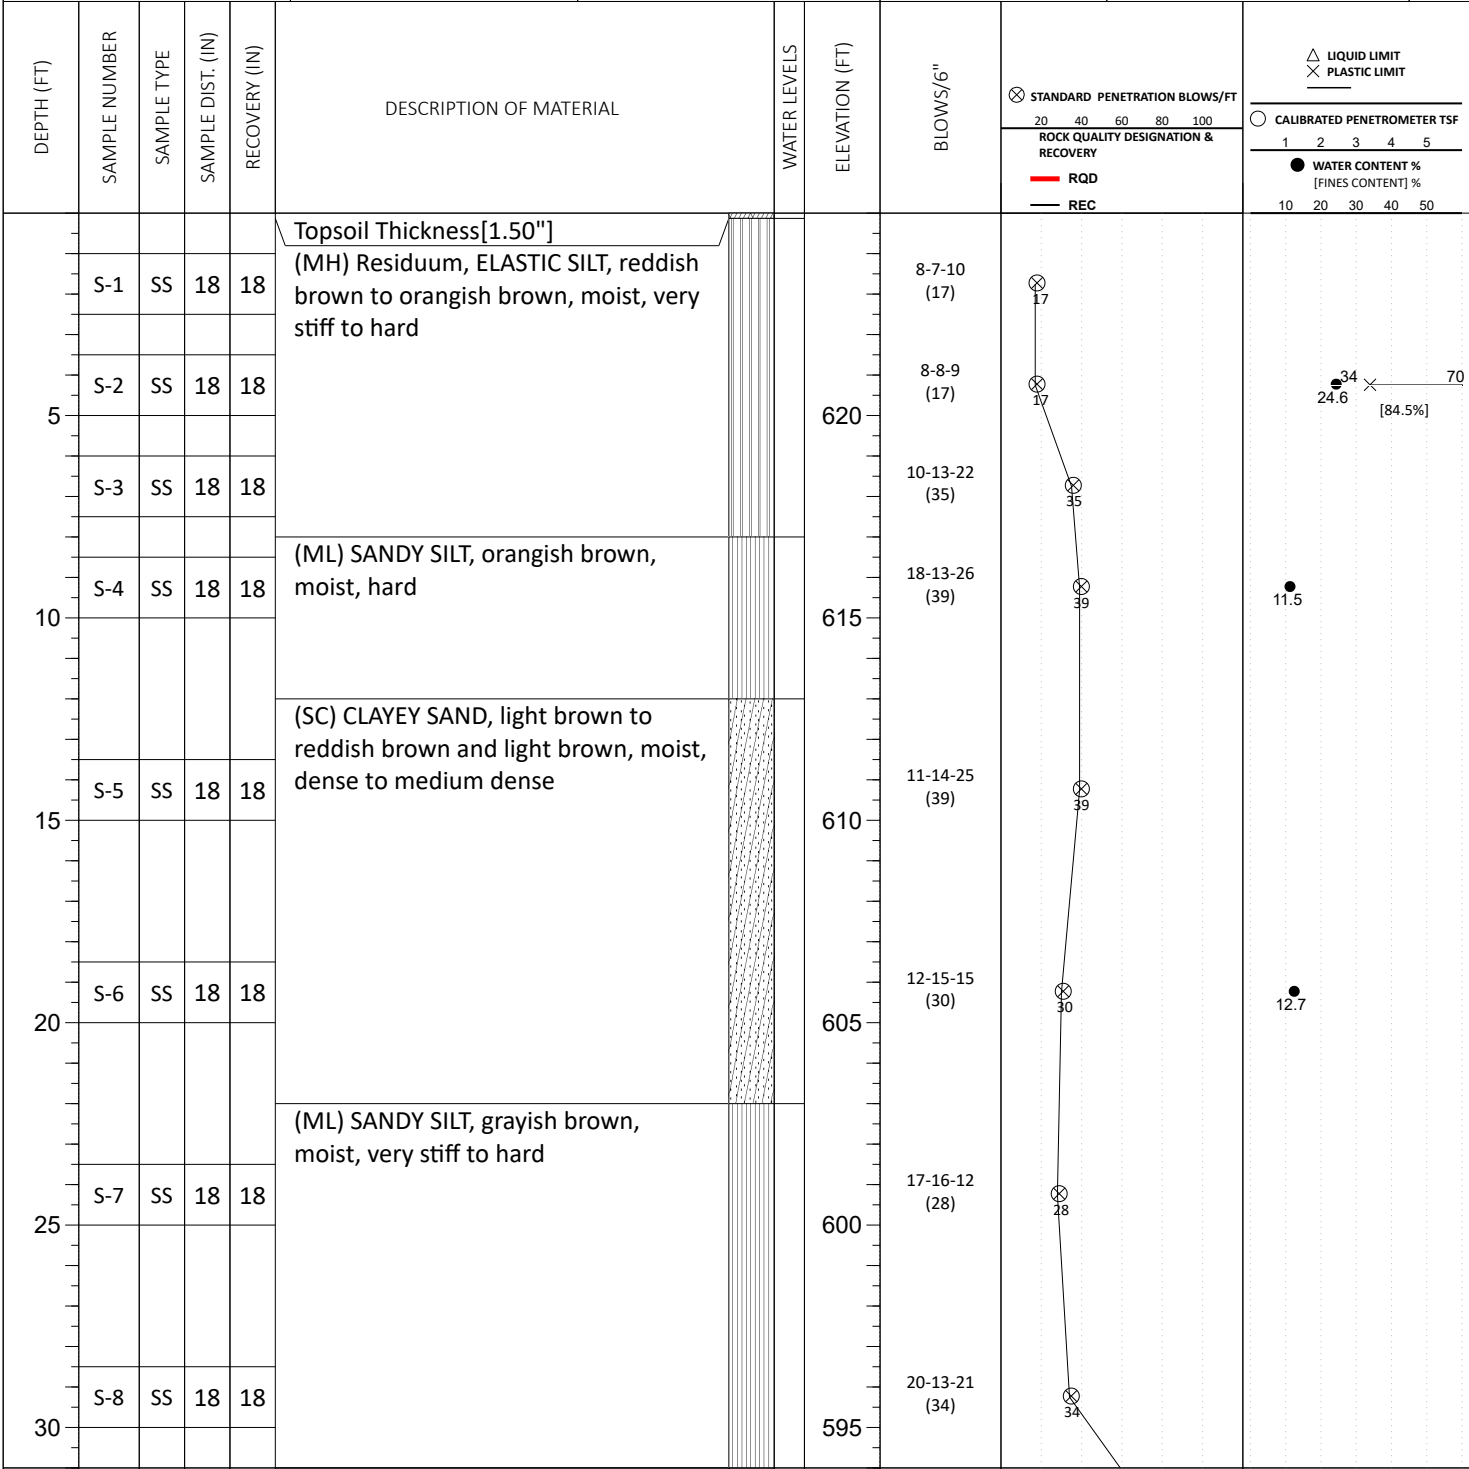 DEPTH (FT)
SAMPLE NUMBER
SAMPLE TYPE
SAMPLE DIST. (IN)
RECOVERY (IN)
DESCRIPTION OF MATERIAL
WATER LEVELS
ELEVATION (FT)
BLOWS/6"
STANDARD PENETRATION BLOWS/FT
20 40 60 80 100
ROCK QUALITY DESIGNATION &
RECOVERY
RQD
REC
LIQUID LIMIT
PLASTIC LIMIT
CALIBRATED PENETROMETER TSF
1 2 3 4 5
WATER CONTENT %
[FINES CONTENT] %
10 20 30 40 50
Topsoil Thickness[1.50"]
(MH) Residuum, ELASTIC SILT, reddish
brown to orangish brown, moist, very
stiff to hard
S-1 SS 18 18
8-7-10
(17)
17
S-2 SS 18 18
8-8-9
(17)
17
34 70
24.6
[84.5%]
5 620
S-3 SS 18 18
10-13-22
(35)
35
(ML) SANDY SILT, orangish brown,
moist, hard
S-4 SS 18 18
18-13-26
(39)
39
11.5
10 615
(SC) CLAYEY SAND, light brown to
reddish brown and light brown, moist,
dense to medium dense
S-5 SS 18 18
11-14-25
(39)
39
15 610
S-6 SS 18 18
12-15-15
(30)
30
12.7
20 605
(ML) SANDY SILT, grayish brown,
moist, very stiff to hard
S-7 SS 18 18
17-16-12
(28)
28
25 600
S-8 SS 18 18
20-13-21
(34)
34
30 595